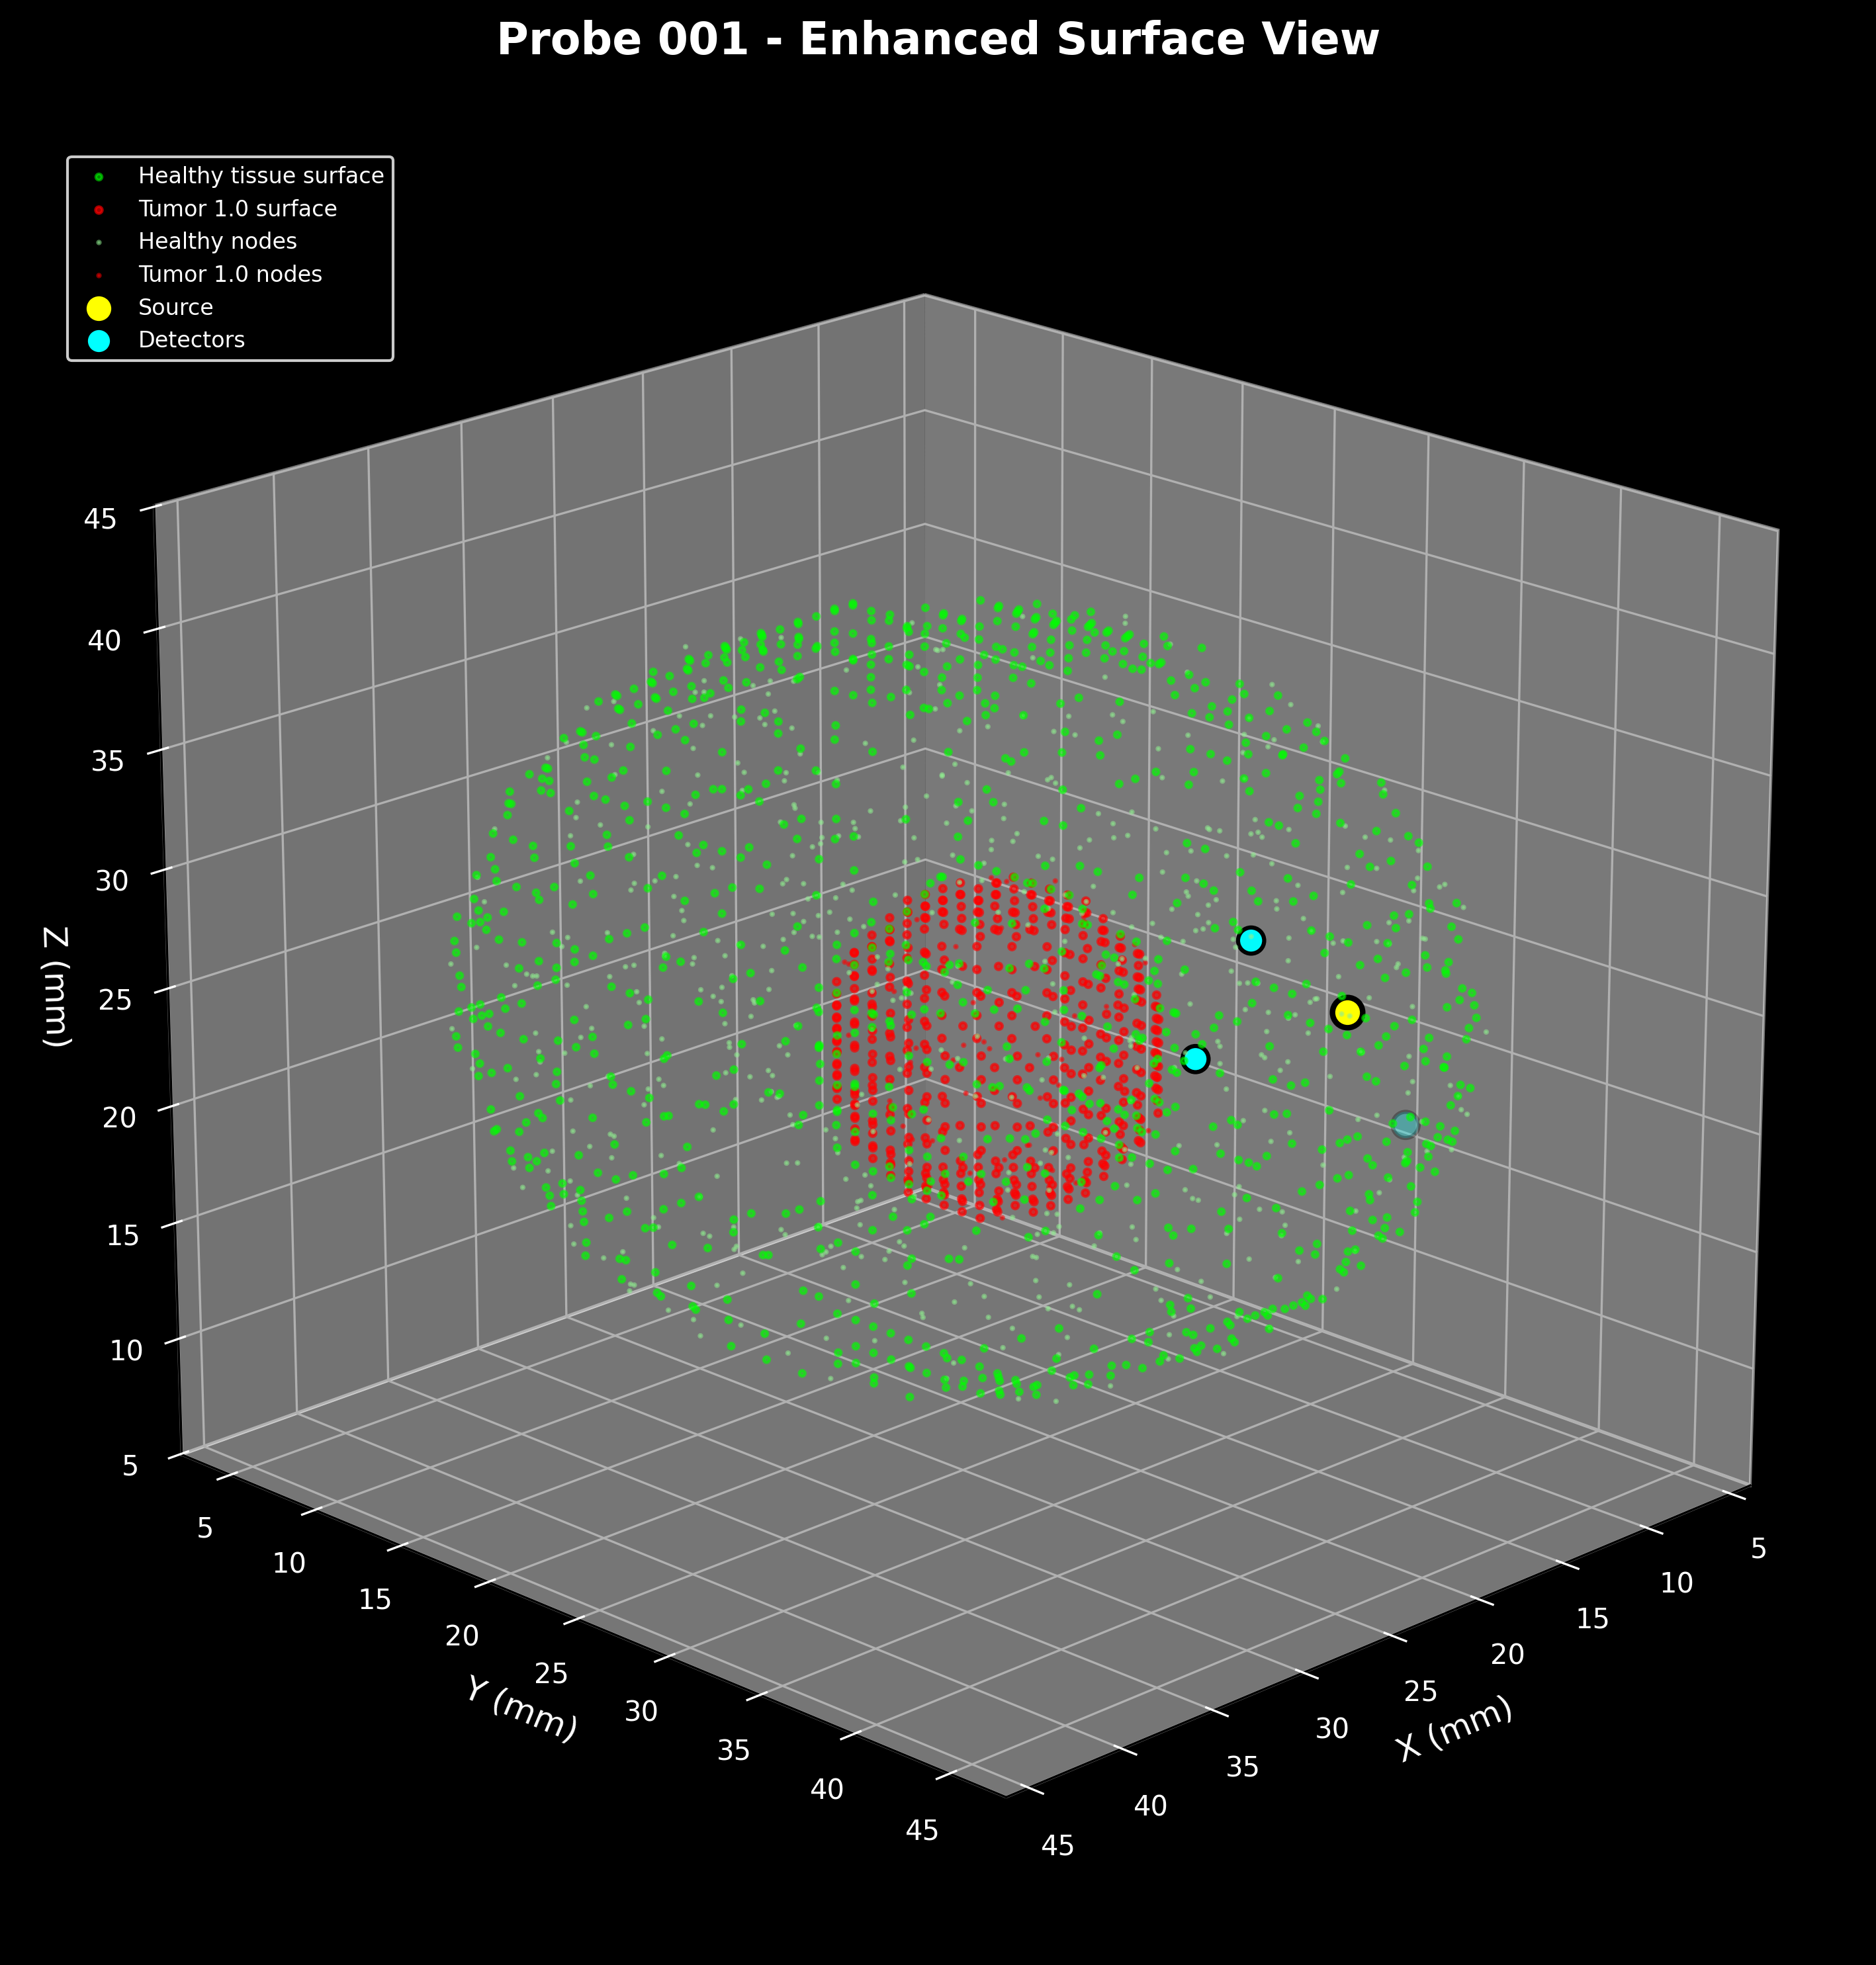 Probe 001 - Enhanced Surface View
Healthy tissue surface
Tumor 1.0 surface
Healthy nodes
Tumor 1.0 nodes
Source
Detectors
45
40
35
30
25
20
15
10
5
Z (mm)
5
10
15
20
25
30
35
40
45
Y (mm)
5
10
15
20
25
30
35
40
45
X (mm)